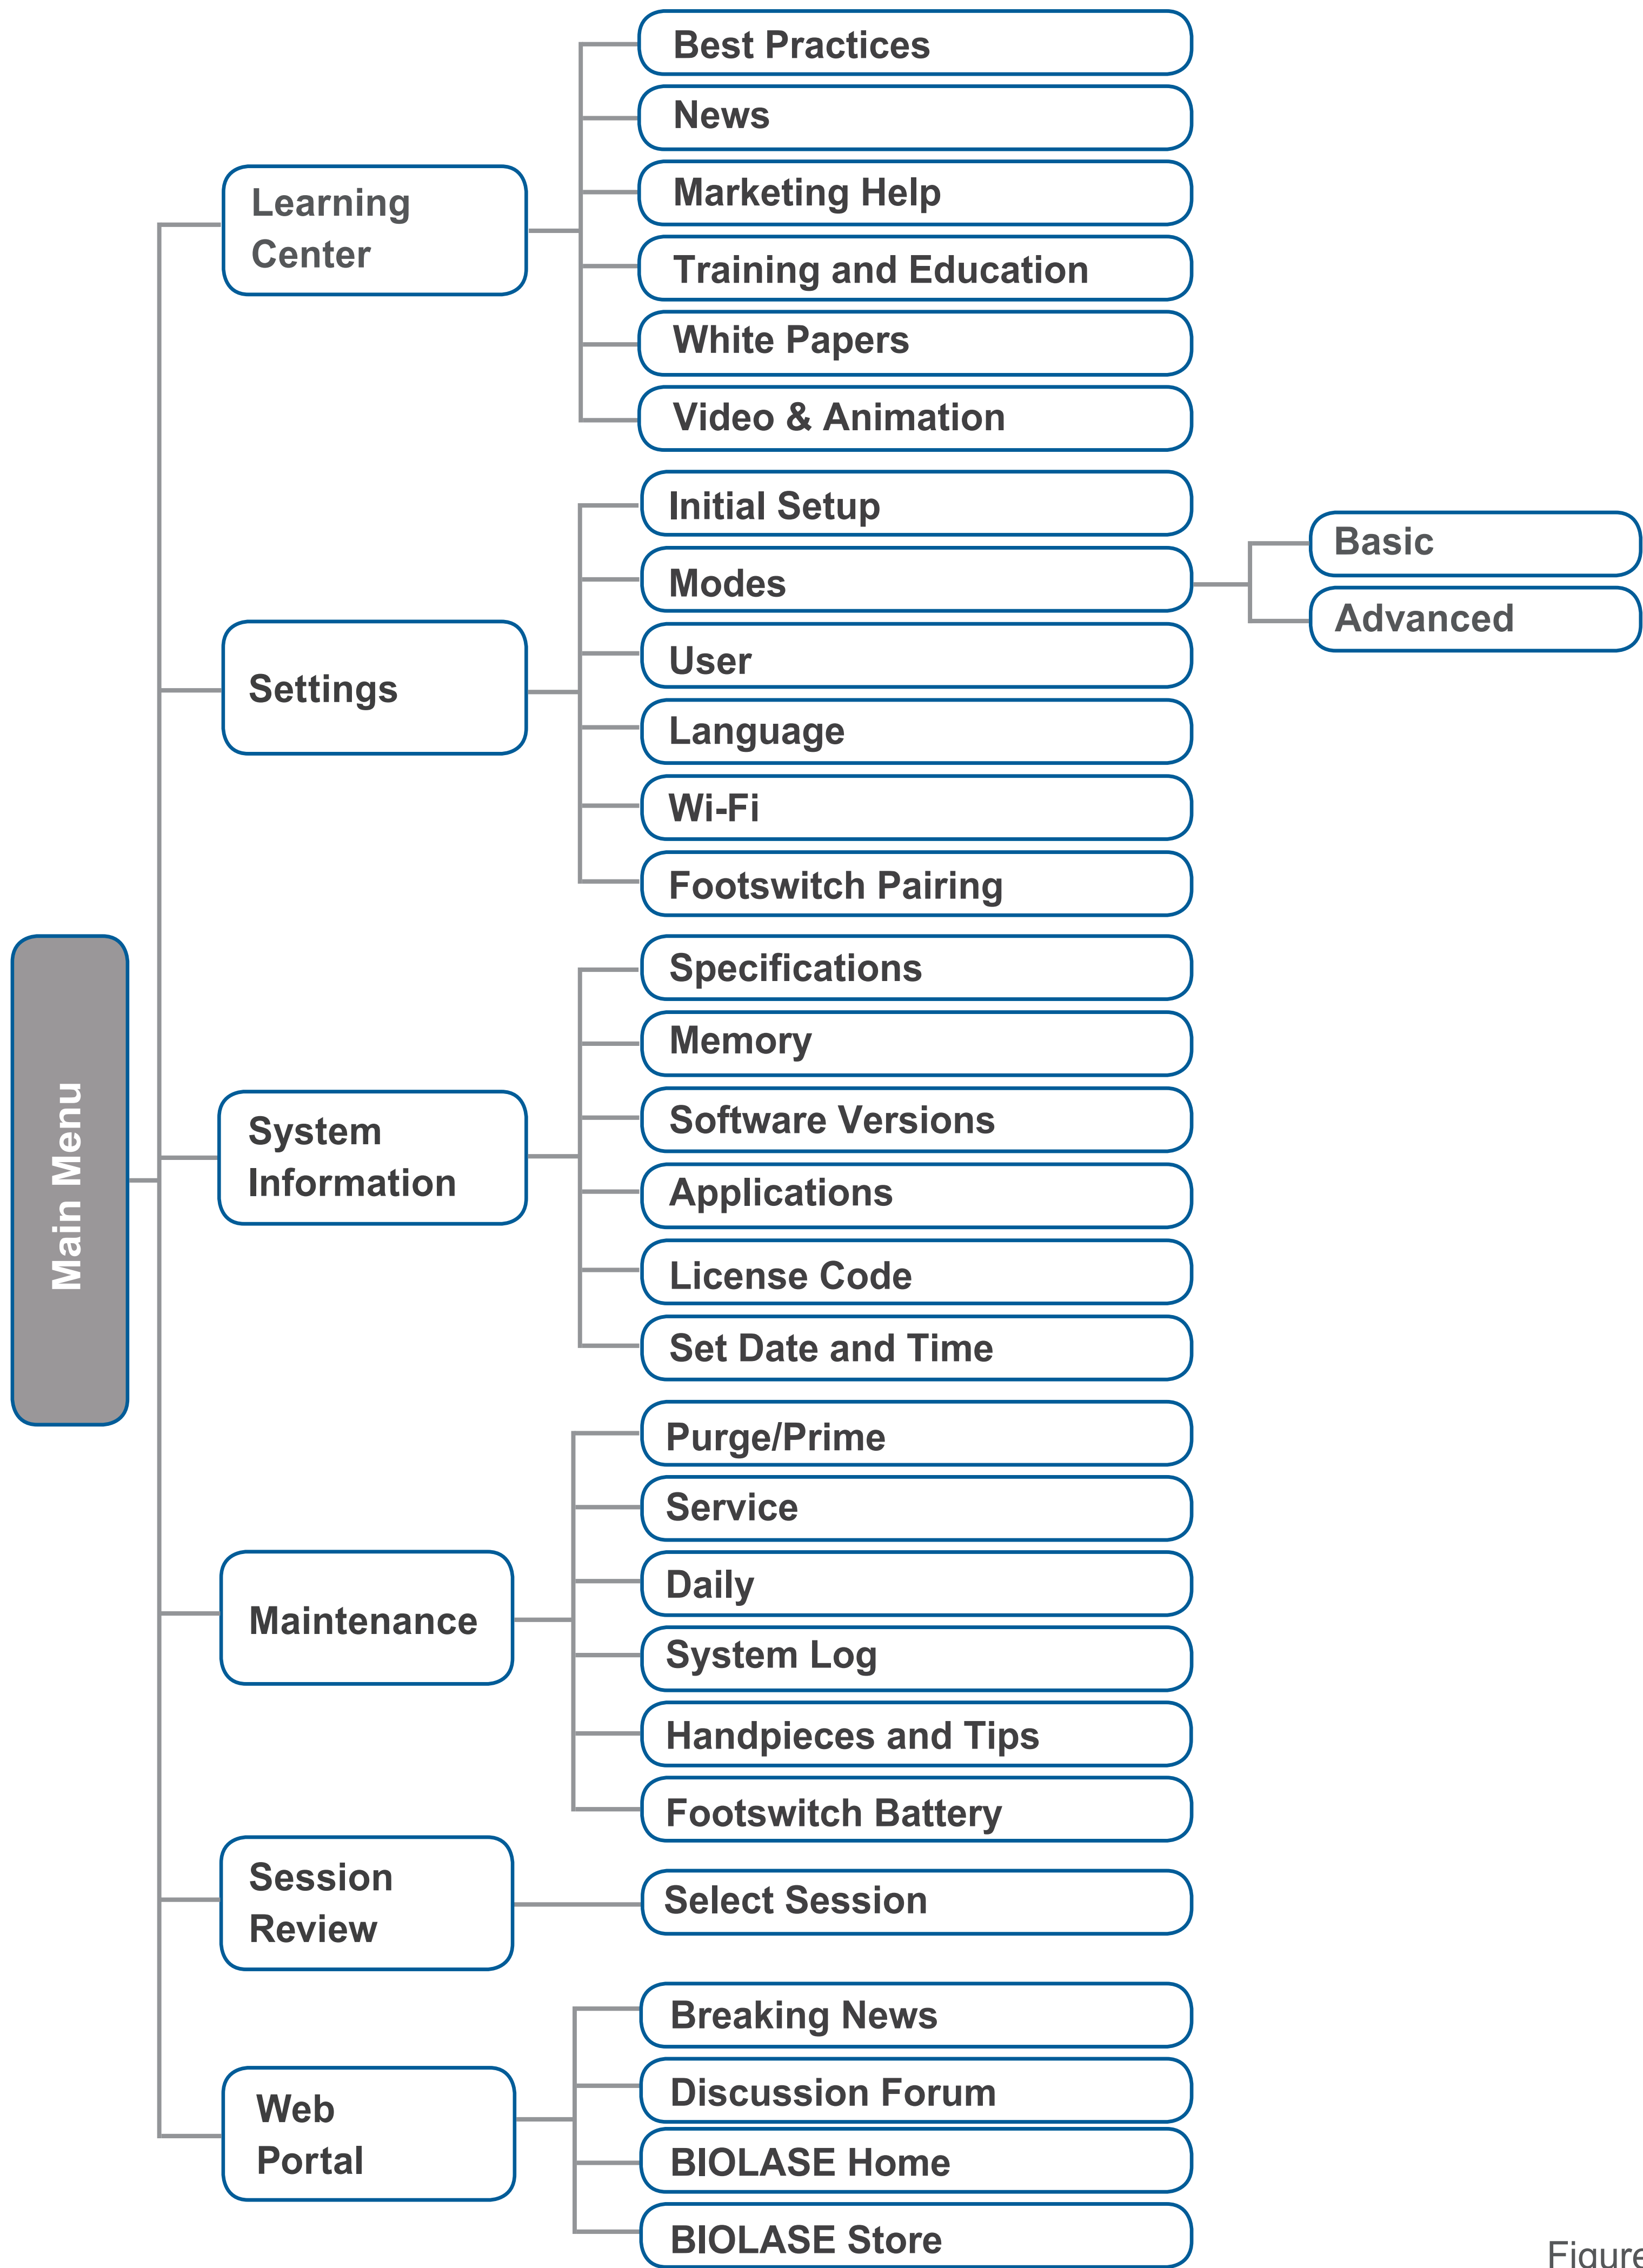 Main Menu
Learning
Center
Best Practices
News
Marketing Help
Training and Education
White Papers
Video & Animation
Settings
Initial Setup
Modes
Basic
Advanced
User
Language
Wi-Fi
Footswitch Pairing
System
Information
Specifications
Memory
Software Versions
Applications
License Code
Set Date and Time
Maintenance
Purge/Prime
Service
Daily
System Log
Handpieces and Tips
Footswitch Battery
Session
Review
Select Session
Web
Portal
Breaking News
Discussion Forum
BIOLASE Home
BIOLASE Store
Figure